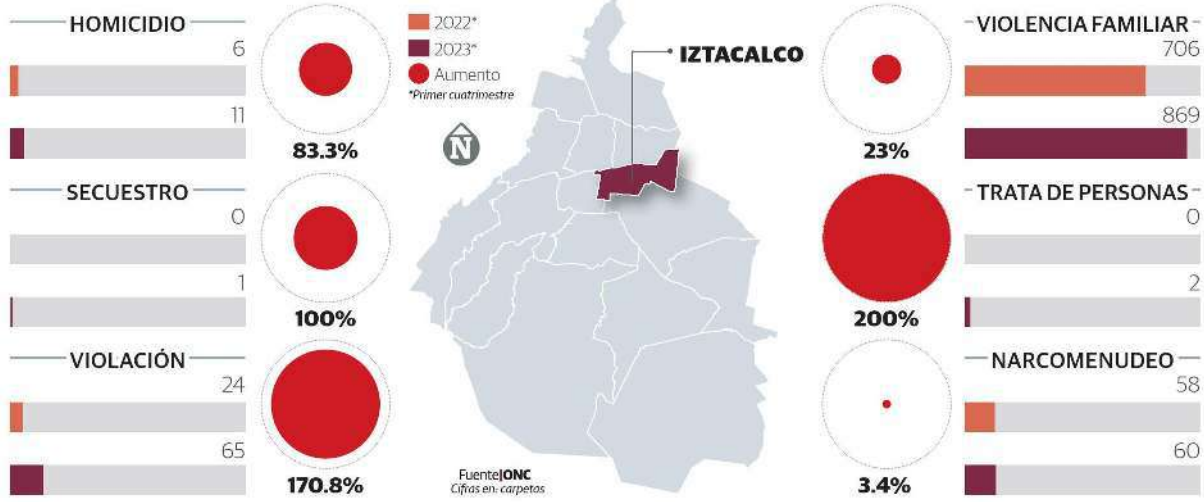 HOMICIDIO
6
11
83.3%
SECUESTRO
0
1
100%
VIOLACIÓN
24
65
170.8%
2022*
2023*
Aumento
*Primer cuatrimestre
N
IZTACALCO
Fuente|ONC
Cifras en: carpetas
VIOLENCIA FAMILIAR
706
869
23%
TRATA DE PERSONAS
0
2
200%
NARCOMENUDEO
58
60
3.4%